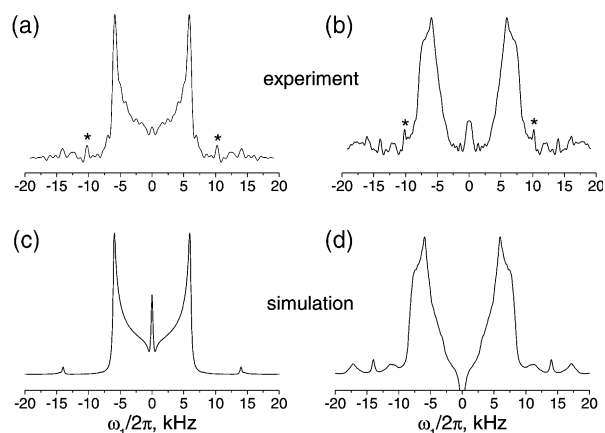 (a) (b)
* * experiment * *
-20 -15 -10 -5 0 5 10 15 20 -20 -15 -10 -5 0 5 10 15 20
(c) (d)
simulation
-20 -15 -10 -5 0 5 10 15 20 -20 -15 -10 -5 0 5 10 15 20
ω₁/2π, kHz ω₁/2π, kHz